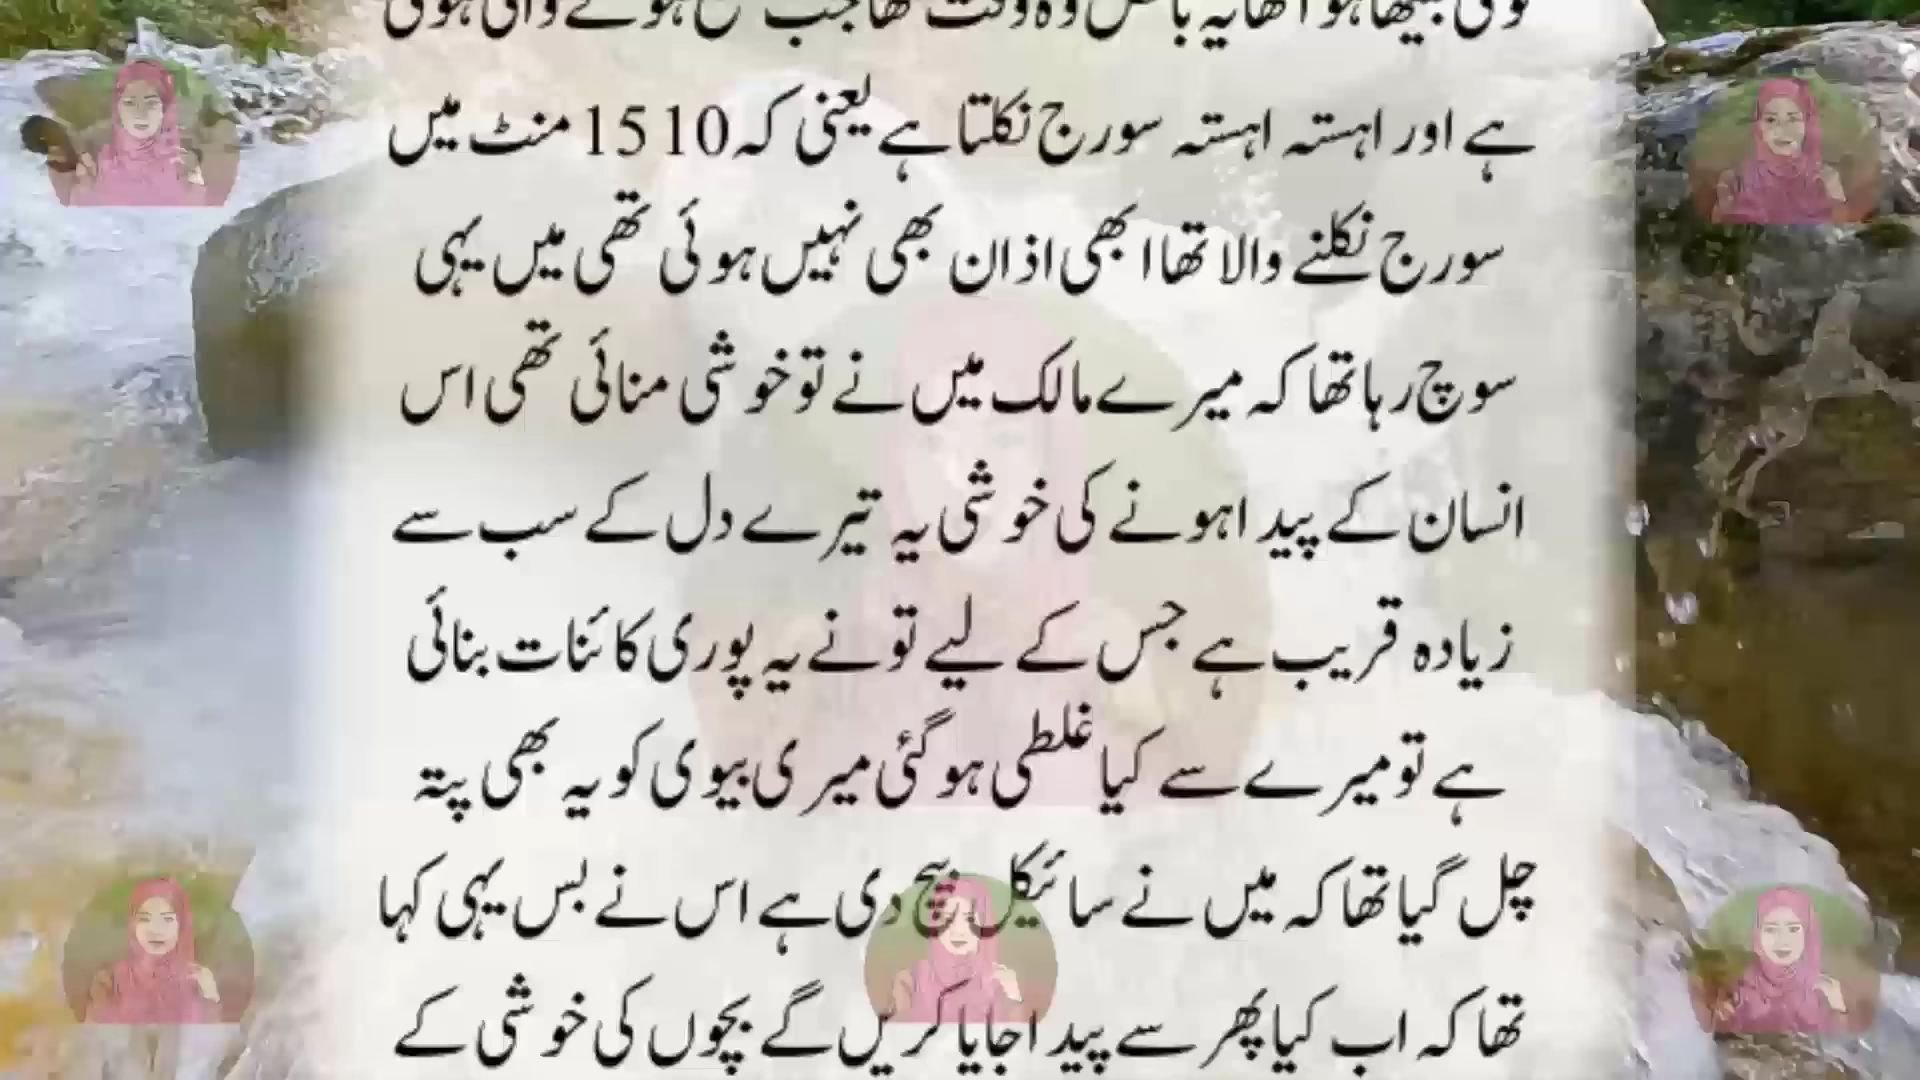 ہے اور اہستہ اہستہ سورج نکلتا ہے یعنی کہ 10 15 منٹ میں
سورج نکلنے والا تھا ابھی اذان بھی نہیں ہوئی تھی میں یہی
سوچ رہا تھا کہ میرے مالک میں نے تو خوشی منائی تھی اس
انسان کے پیدا ہونے کی خوشی یہ تیرے دل کے سب سے
زیادہ قریب ہے جس کے لیے تو نے یہ پوری کائنات بنائی
ہے تو میرے سے کیا غلطی ہو گئی میری بیوی کو یہ بھی پتہ
چل گیا تھا کہ میں نے سائیکل بیچ دی ہے اس نے بس یہی کہا
تھا کہ اب کیا پھر سے پیدا جایا کریں گے بچوں کی خوشی کے